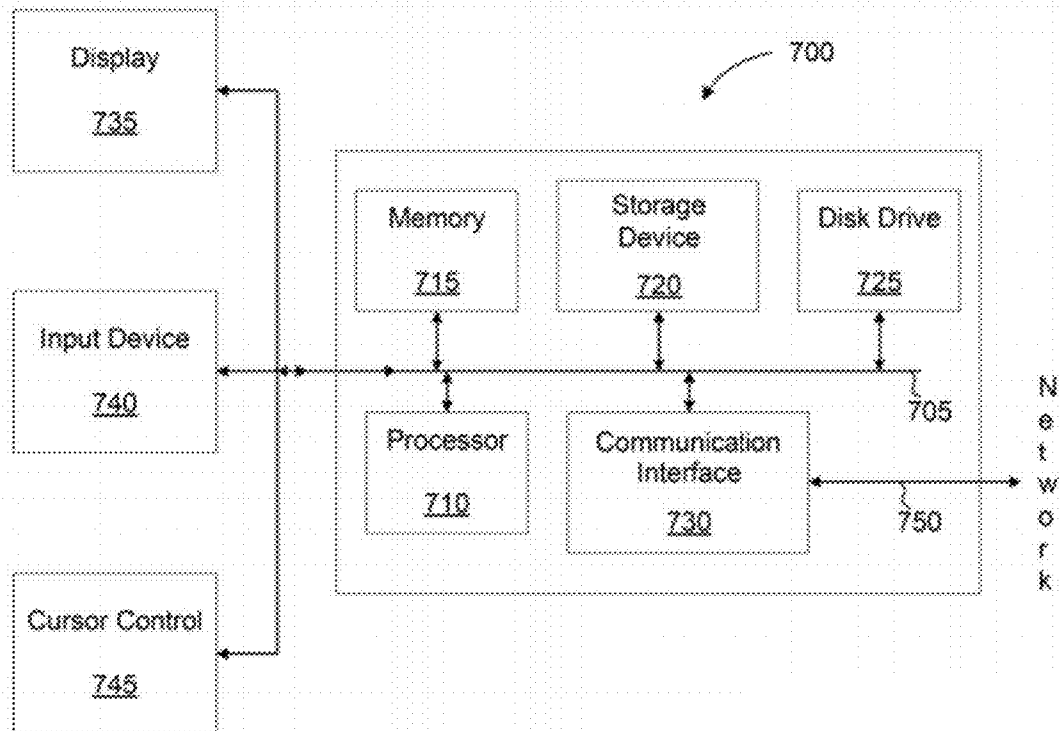 Display
735
700
Memory
715
Storage
Device
720
Disk Drive
725
Input Device
740
705
Processor
710
Communication
Interface
730
750
Network
Cursor Control
745